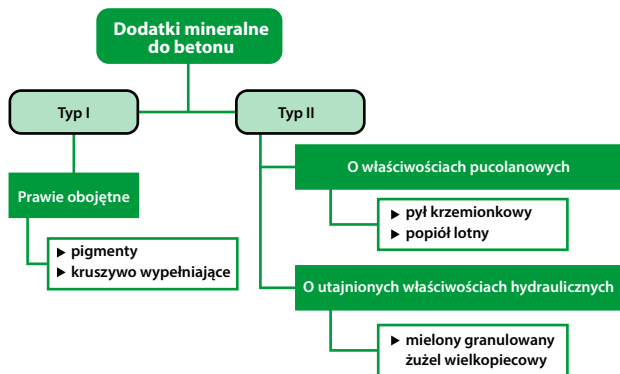 Dodatki mineralne
do betonu
Typ I
Typ II
Prawie obojętne
▶ pigmenty
▶ kruszywo wypełniające
O właściwościach pucolanowych
▶ pył krzemionkowy
▶ popiół lotny
O utajnionych właściwościach hydraulicznych
▶ mielony granulowany
żużel wielkopiecowy